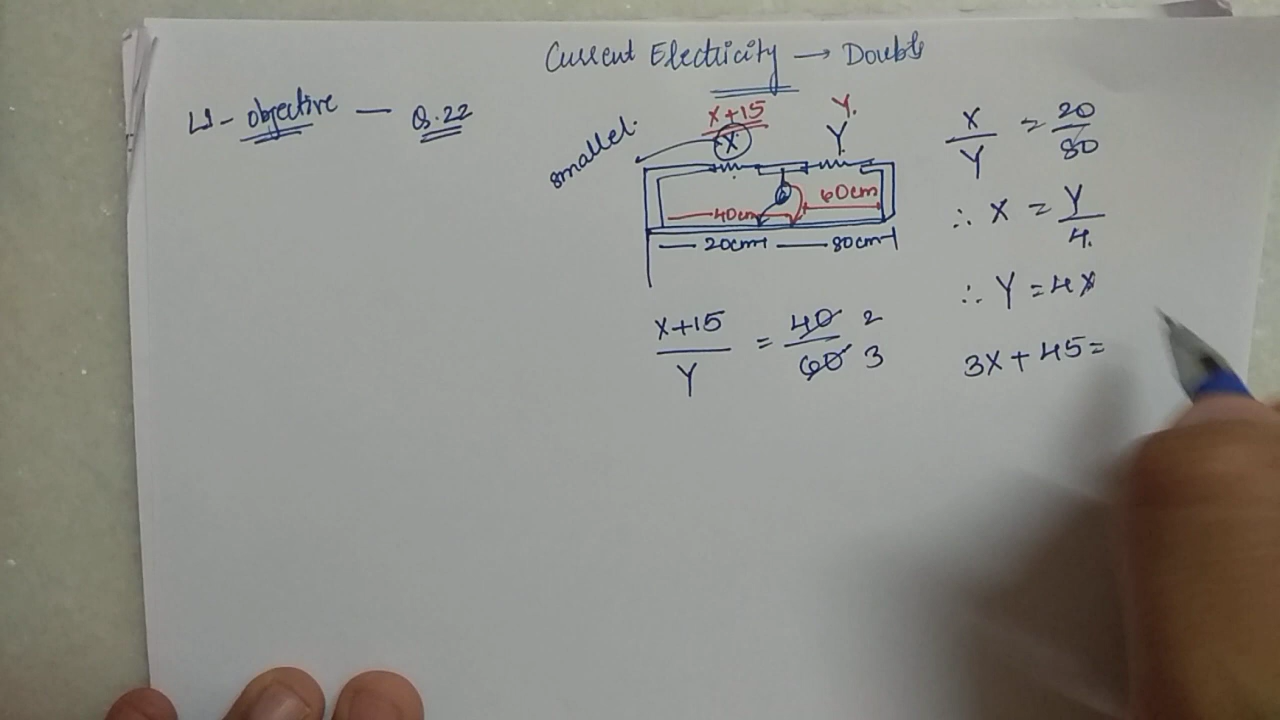 Current Electricity → Doubts
L1 - objective — Q.22
smaller.
X+15 Y.
X Y
40cm 60cm
20cm 80cm
X/Y = 20/80
∴ X = Y/4.
∴ Y = 4X
X+15/Y = 40/60 2/3
3X + 45 =